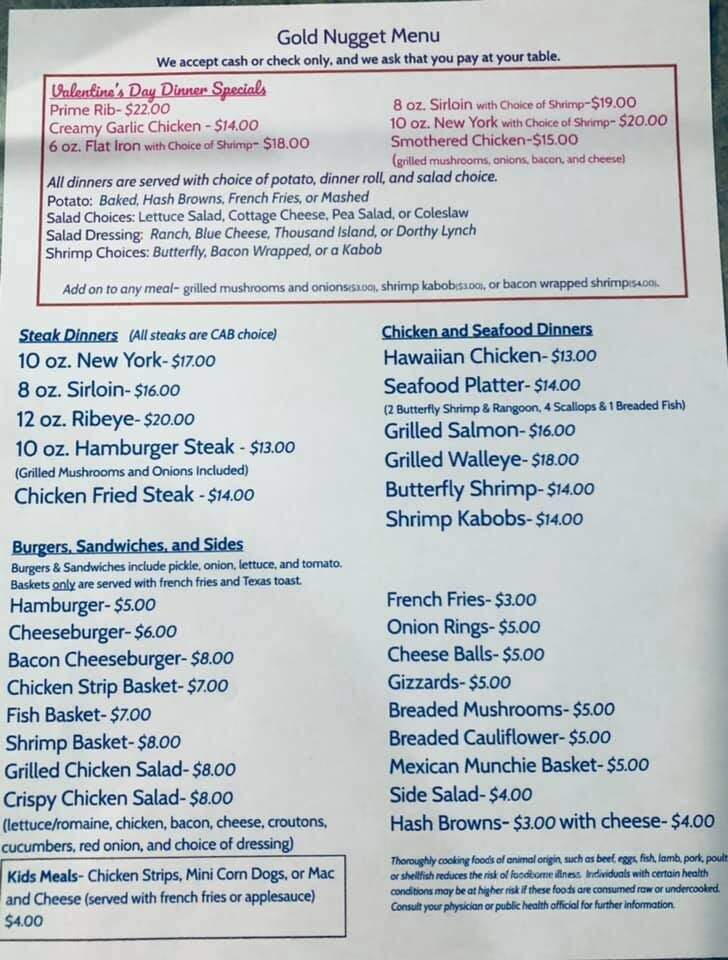 Gold Nugget Menu
We accept cash or check only, and we ask that you pay at your table.
Valentine's Day Dinner Specials
Prime Rib- $22.00
Creamy Garlic Chicken - $14.00
6 oz. Flat Iron with Choice of Shrimp- $18.00
8 oz. Sirloin with Choice of Shrimp-$19.00
10 oz. New York with Choice of Shrimp- $20.00
Smothered Chicken-$15.00
(grilled mushrooms, onions, bacon, and cheese)
All dinners are served with choice of potato, dinner roll, and salad choice.
Potato: Baked, Hash Browns, French Fries, or Mashed
Salad Choices: Lettuce Salad, Cottage Cheese, Pea Salad, or Coleslaw
Salad Dressing: Ranch, Blue Cheese, Thousand Island, or Dorthy Lynch
Shrimp Choices: Butterfly, Bacon Wrapped, or a Kabob
Add on to any meal- grilled mushrooms and onions($3.00), shrimp kabob($3.00), or bacon wrapped shrimp($4.00).
Steak Dinners (All steaks are CAB choice)
10 oz. New York- $17.00
8 oz. Sirloin- $16.00
12 oz. Ribeye- $20.00
10 oz. Hamburger Steak - $13.00
(Grilled Mushrooms and Onions Included)
Chicken Fried Steak - $14.00
Chicken and Seafood Dinners
Hawaiian Chicken- $13.00
Seafood Platter- $14.00
(2 Butterfly Shrimp & Rangoon, 4 Scallops & 1 Breaded Fish)
Grilled Salmon- $16.00
Grilled Walleye- $18.00
Butterfly Shrimp- $14.00
Shrimp Kabobs- $14.00
Burgers, Sandwiches, and Sides
Burgers & Sandwiches include pickle, onion, lettuce, and tomato.
Baskets only are served with french fries and Texas toast.
Hamburger- $5.00
Cheeseburger- $6.00
Bacon Cheeseburger- $8.00
Chicken Strip Basket- $7.00
Fish Basket- $7.00
Shrimp Basket- $8.00
Grilled Chicken Salad- $8.00
Crispy Chicken Salad- $8.00
(lettuce/romaine, chicken, bacon, cheese, croutons,
cucumbers, red onion, and choice of dressing)
Kids Meals- Chicken Strips, Mini Corn Dogs, or Mac
and Cheese (served with french fries or applesauce)
$4.00
French Fries- $3.00
Onion Rings- $5.00
Cheese Balls- $5.00
Gizzards- $5.00
Breaded Mushrooms- $5.00
Breaded Cauliflower- $5.00
Mexican Munchie Basket- $5.00
Side Salad- $4.00
Hash Browns- $3.00 with cheese- $4.00
Thoroughly cooking foods of animal origin, such as beef, eggs, fish, lamb, pork, poult
or shellfish reduces the risk of foodborne illness. Individuals with certain health
conditions may be at higher risk if these foods are consumed raw or undercooked.
Consult your physician or public health official for further information.